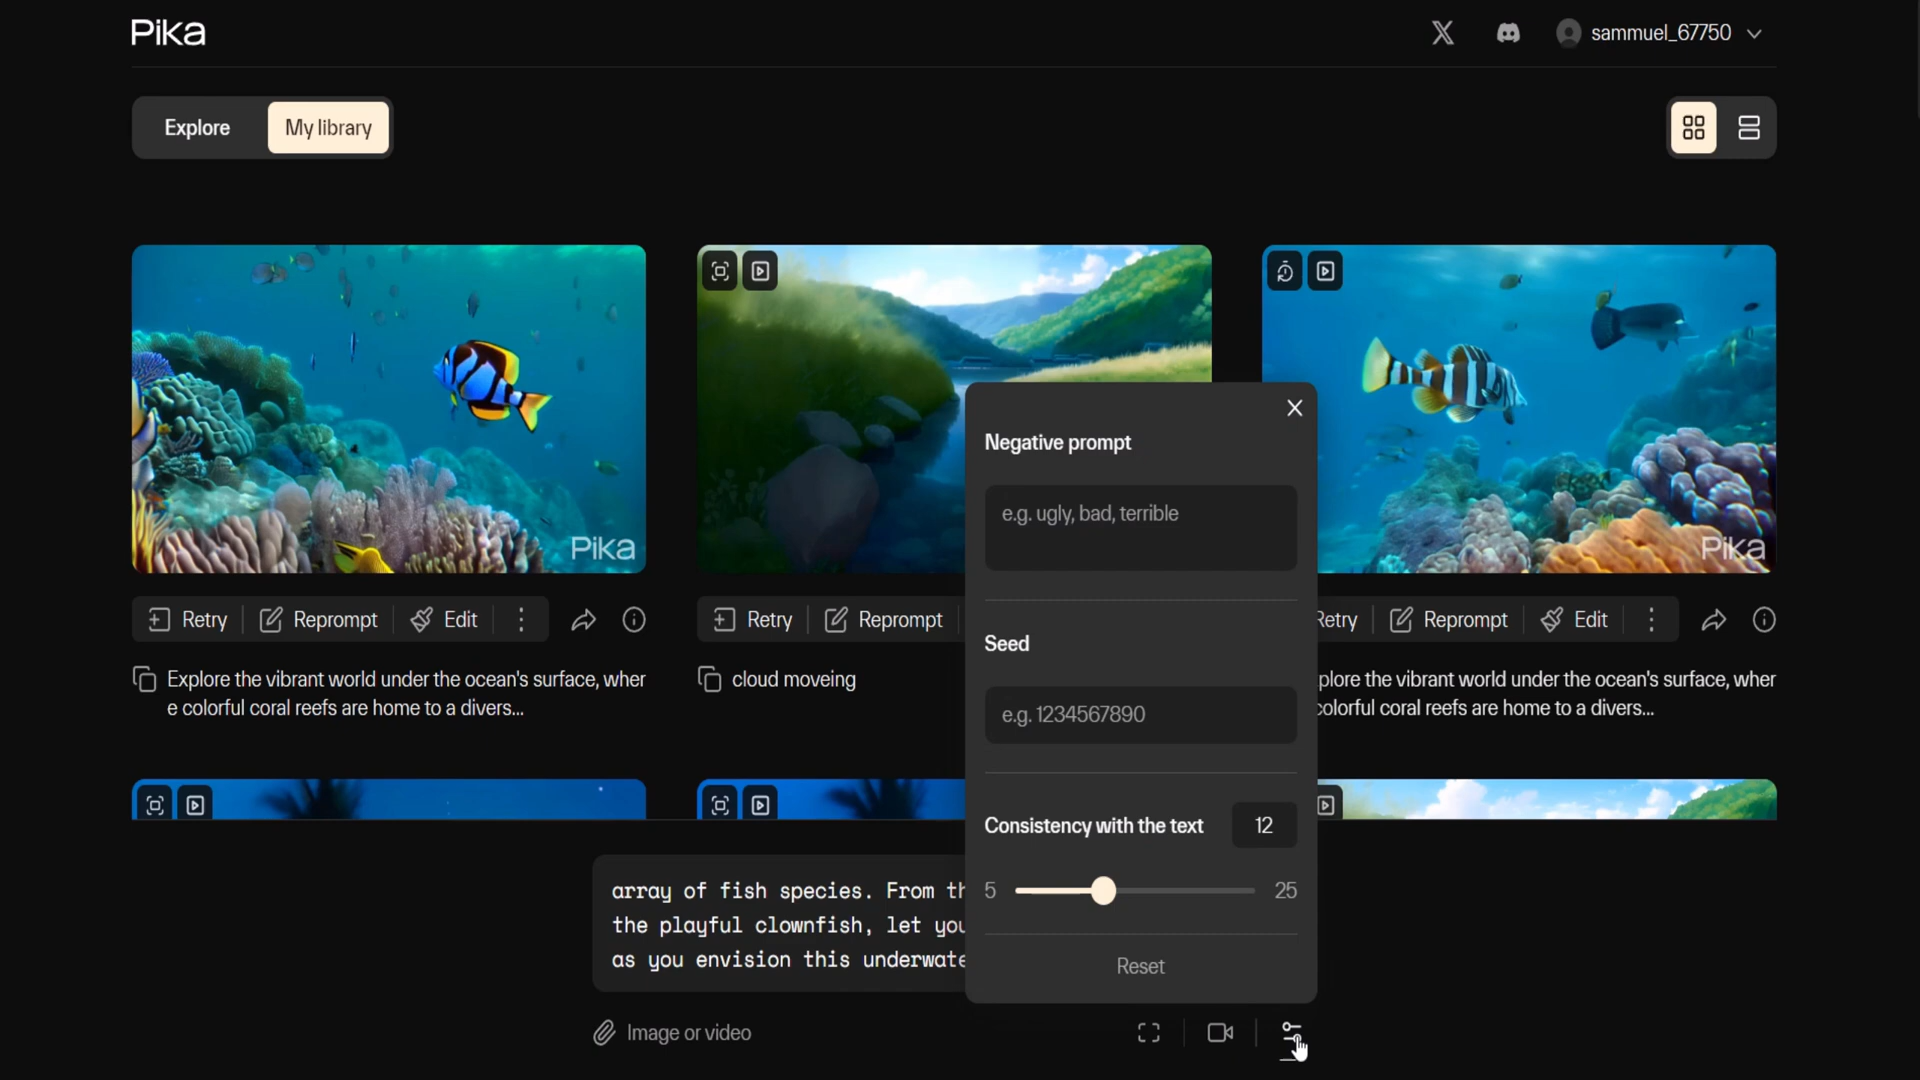 Pika
sammuel_67750
Explore
My library
Pika
Pika
Retry
Reprompt
Edit
Retry
Reprompt
Retry
Reprompt
Edit
Explore the vibrant world under the ocean's surface, wher
e colorful coral reefs are home to a divers...
cloud moveing
plore the vibrant world under the ocean's surface, wher
colorful coral reefs are home to a divers...
Negative prompt
e.g. ugly, bad, terrible
Seed
e.g. 1234567890
Consistency with the text
12
5
25
Reset
array of fish species. From th
the playful clownfish, let you
as you envision this underwate
Image or video